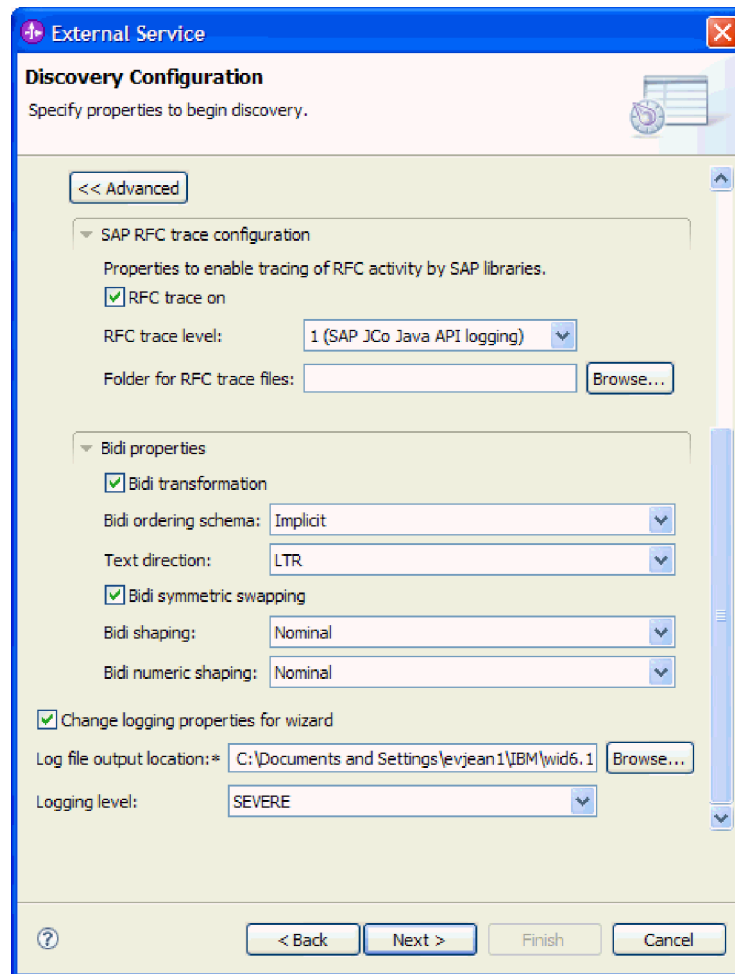 External Service
Discovery Configuration
Specify properties to begin discovery.
<< Advanced
SAP RFC trace configuration
Properties to enable tracing of RFC activity by SAP libraries.
RFC trace on
RFC trace level: 1 (SAP JCo Java API logging)
Folder for RFC trace files: Browse...
Bidi properties
Bidi transformation
Bidi ordering schema: Implicit
Text direction: LTR
Bidi symmetric swapping
Bidi shaping: Nominal
Bidi numeric shaping: Nominal
Change logging properties for wizard
Log file output location:* C:\Documents and Settings\evjean1\IBM\wid6.1 Browse...
Logging level: SEVERE
? < Back Next > Finish Cancel